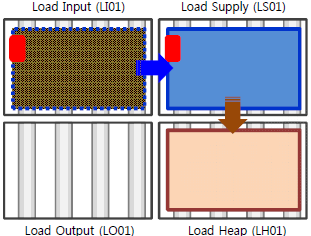 Load Input (LI01)
Load Supply (LS01)
Load Output (LO01)
Load Heap (LH01)